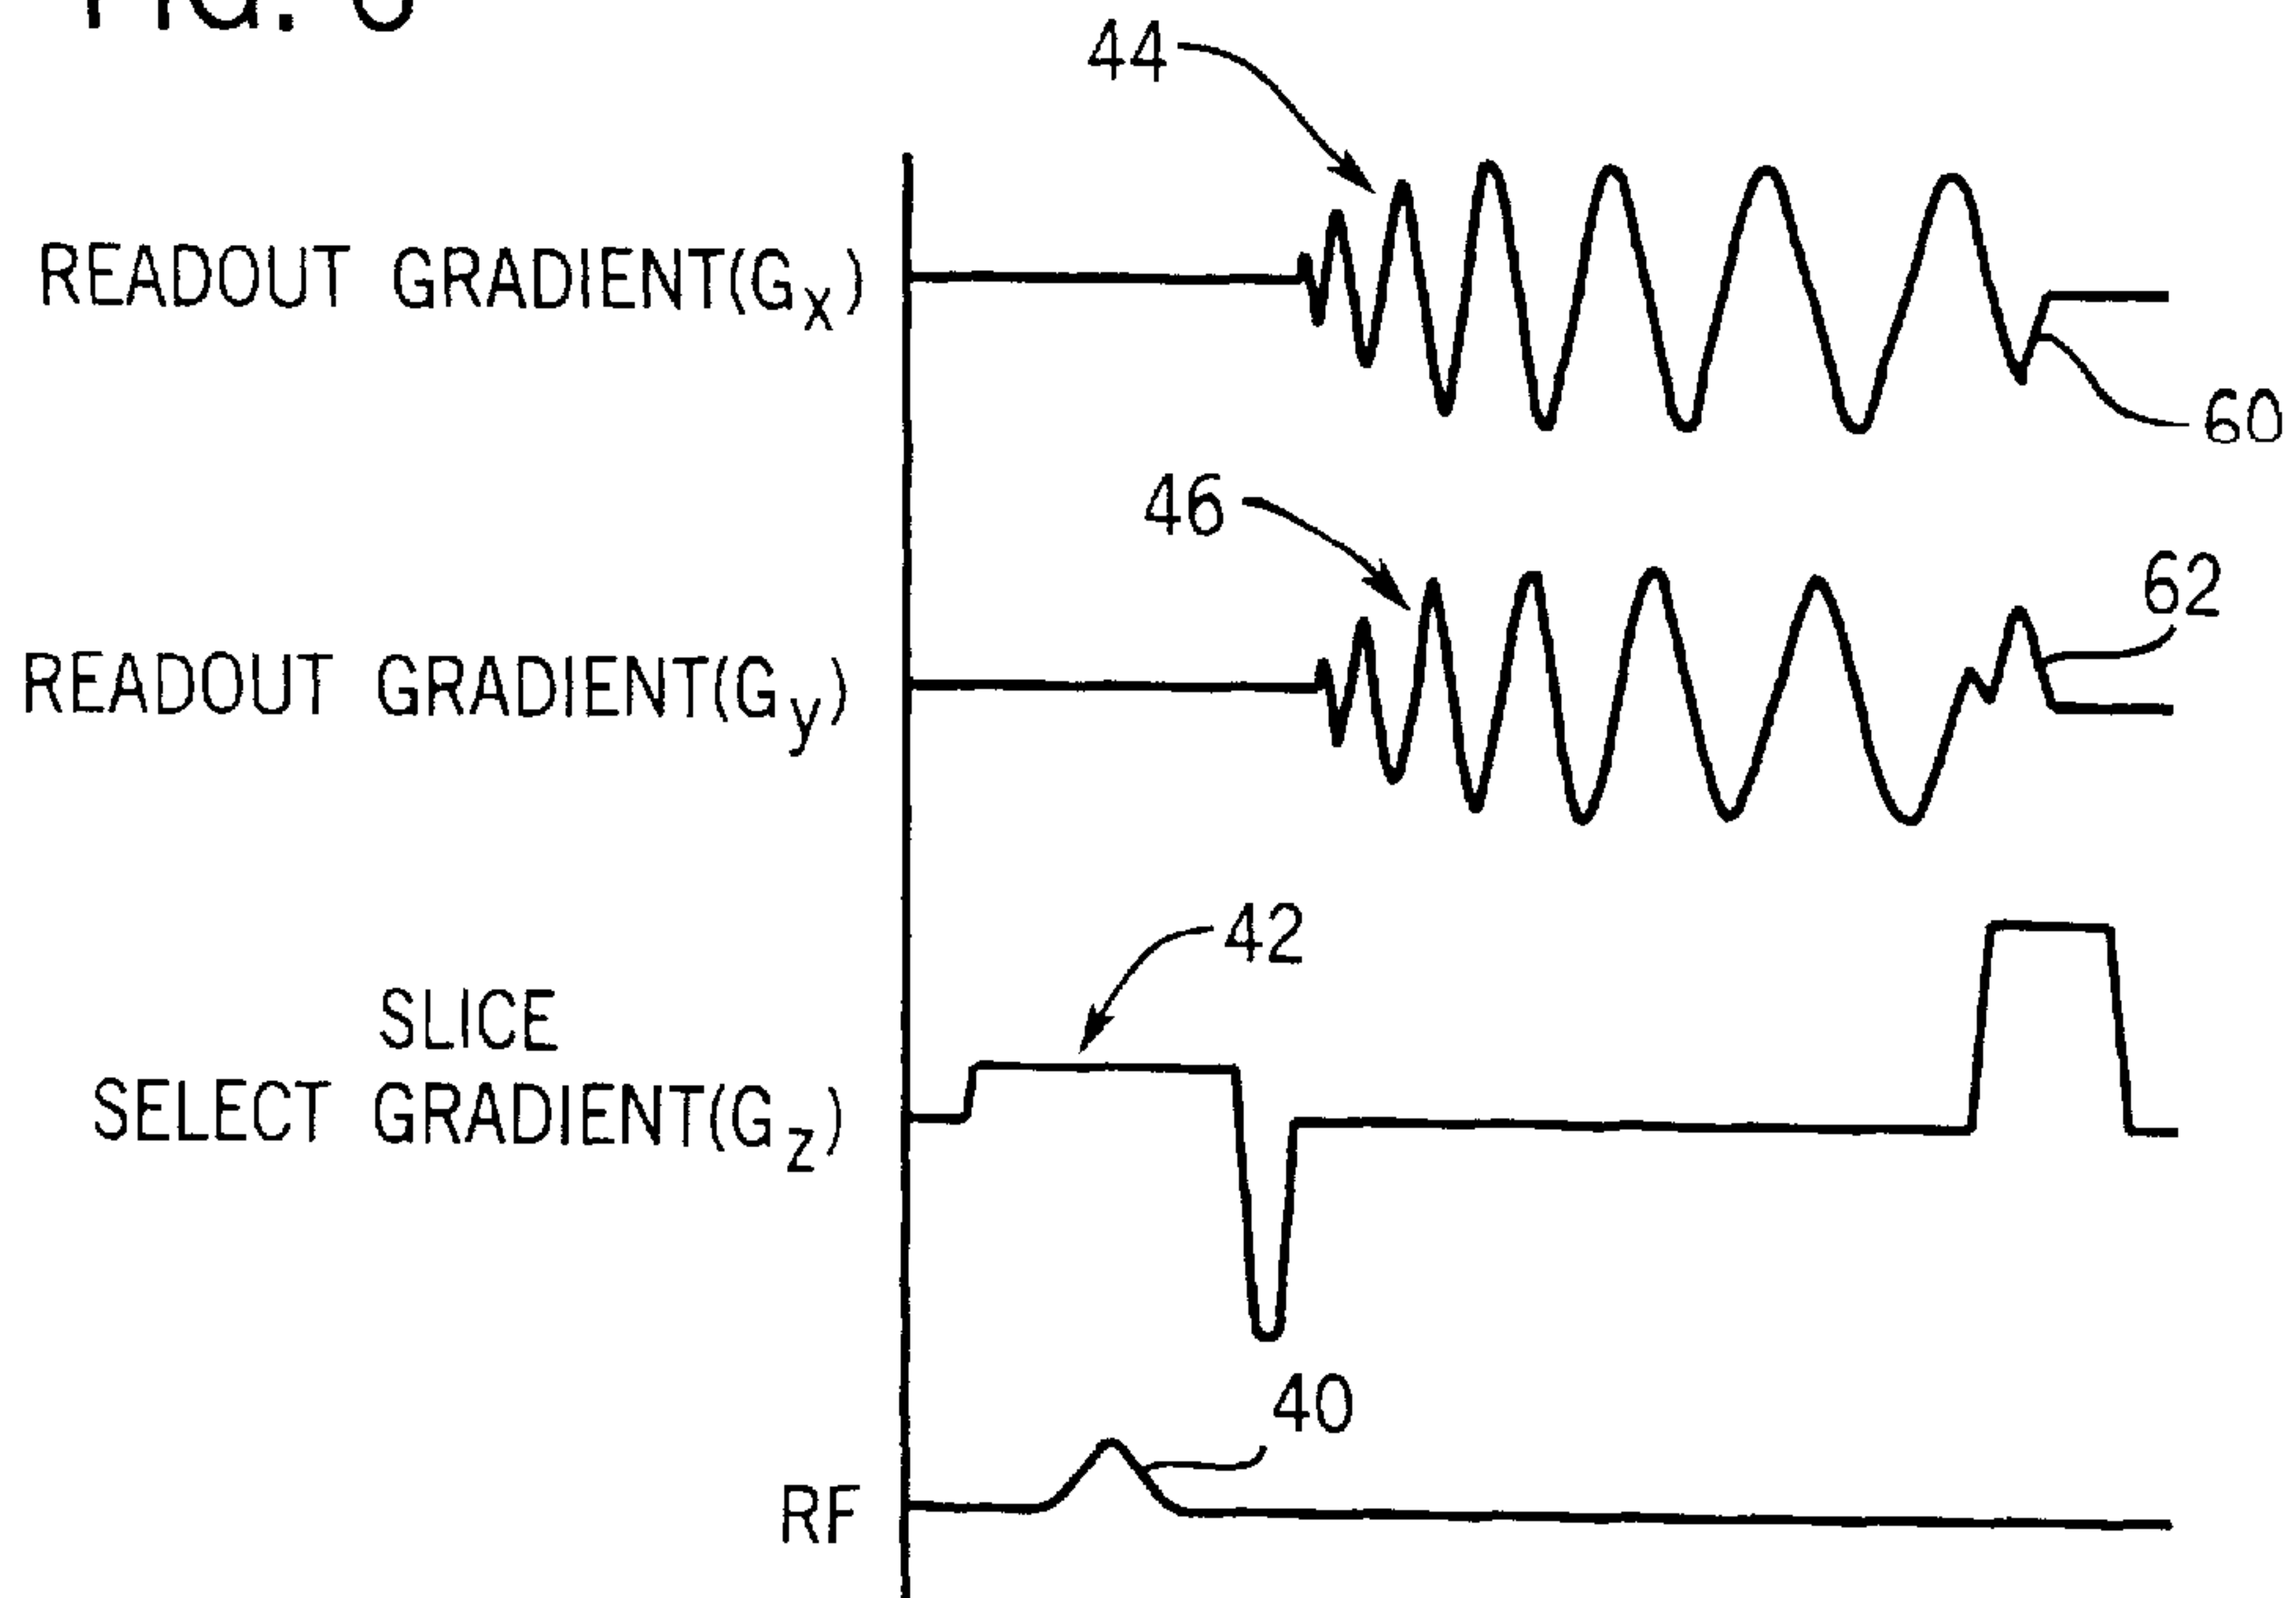 44
READOUT GRADIENT(Gx)
60
46
62
READOUT GRADIENT(Gy)
42
SLICE
SELECT GRADIENT(Gz)
40
RF